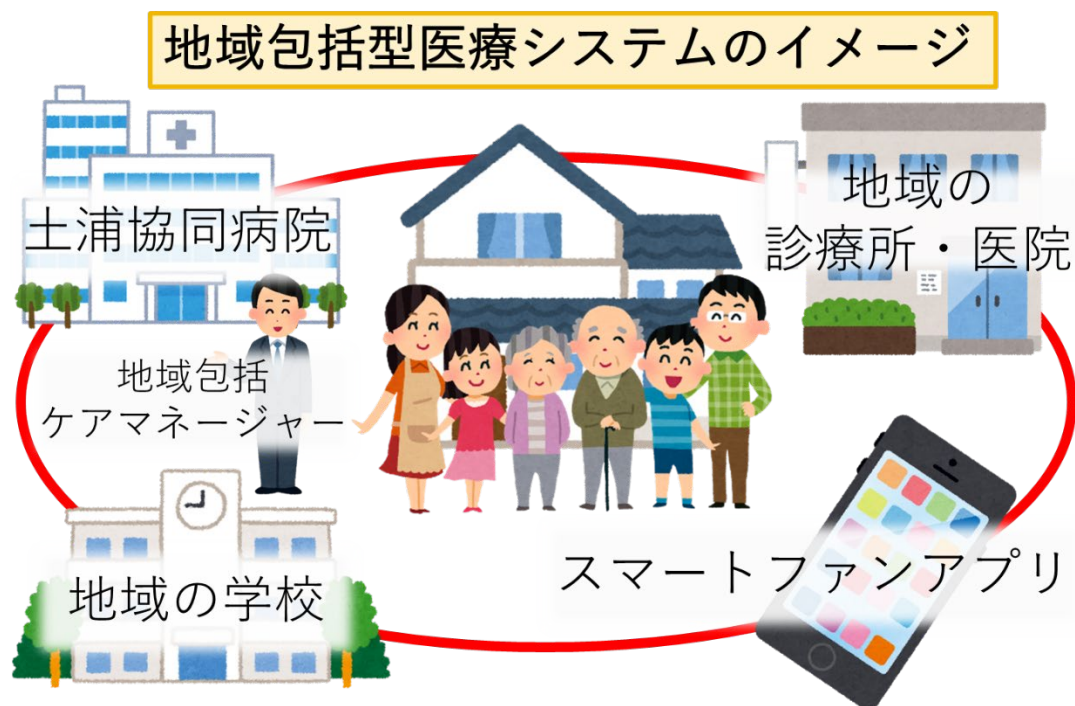 地域包括型医療システムのイメージ
土浦協同病院
地域の
診療所・医院
地域包括
ケアマネージャー
地域の学校
スマートファンアプリ